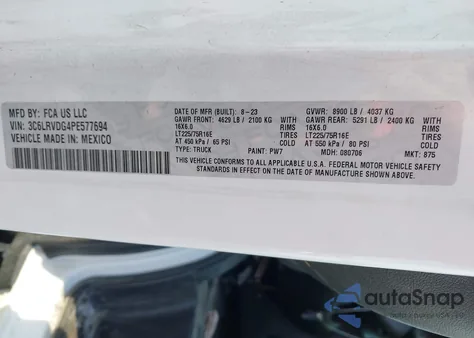 MFD BY: FCA US LLC
VIN: 3C6LRVDG4PE577694
VEHICLE MADE IN: MEXICO
DATE OF MFR (BUILT): 8-23 GVWR: 8900 LB / 4037 KG
GAWR FRONT: 4629 LB / 2100 KG WITH GAWR REAR: 5291 LB / 2400 KG WITH
16X6.0 RIMS 16X6.0 RIMS
LT225/75R16E TIRES LT225/75R16E TIRES
AT 450 kPa / 65 PSI COLD AT 550 kPa / 80 PSI COLD
THIS VEHICLE CONFORMS TO ALL APPLICABLE U.S.A. FEDERAL MOTOR VEHICLE SAFETY
STANDARDS IN EFFECT ON THE DATE OF MANUFACTURE SHOWN ABOVE.
TYPE: TRUCK PAINT: PW7 MDH: 080706 MKT: 875
autoSnap